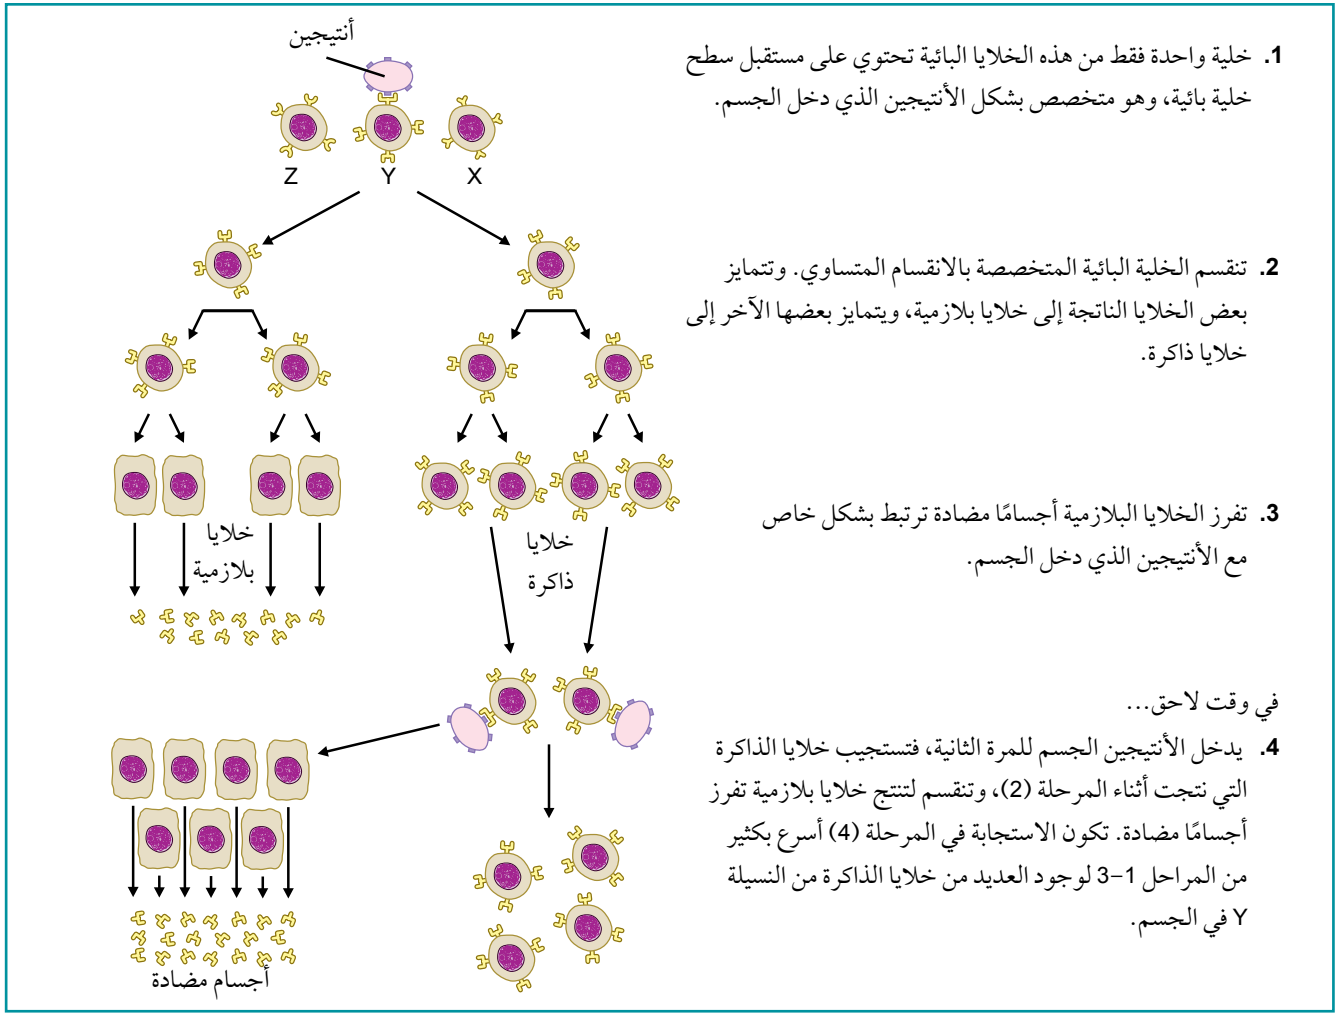 أنتيجين
Z
Y
X
1. خلية واحدة فقط من هذه الخلايا البائية تحتوي على مستقبل سطح
خلية بائية، وهو متخصص بشكل الأنتيجين الذي دخل الجسم.
2. تنقسم الخلية البائية المتخصصة بالانقسام المتساوي. وتتمايز
بعض الخلايا الناتجة إلى خلايا بلازمية، ويتمايز بعضها الآخر إلى
خلايا ذاكرة.
خلايا
بلازمية
خلايا
ذاكرة
3. تفرز الخلايا البلازمية أجسامًا مضادة ترتبط بشكل خاص
مع الأنتيجين الذي دخل الجسم.
في وقت لاحق...
4. يدخل الأنتيجين الجسم للمرة الثانية، فتستجيب خلايا الذاكرة
التي نتجت أثناء المرحلة (2)، وتنقسم لتنتج خلايا بلازمية تفرز
أجسامًا مضادة. تكون الاستجابة في المرحلة (4) أسرع بكثير
من المراحل 1–3 لوجود العديد من خلايا الذاكرة من النسيلة
Y في الجسم.
أجسام مضادة